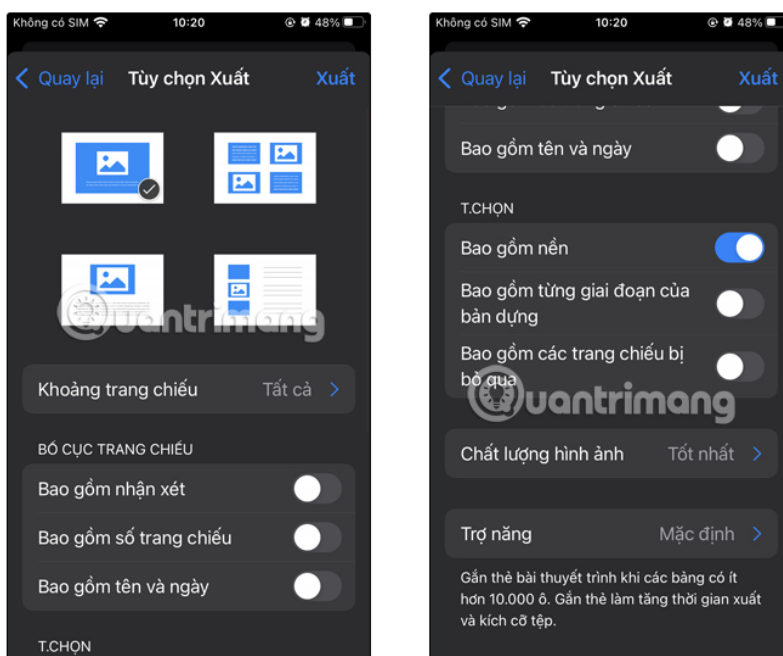 Không có SIM 10:20 48%
Quay lại Tùy chọn Xuất Xuất
Khoảng trang chiếu Tất cả
BỐ CỤC TRANG CHIẾU
Bao gồm nhận xét
Bao gồm số trang chiếu
Bao gồm tên và ngày
T.CHỌN
uantrimang
Không có SIM 10:20 48%
Quay lại Tùy chọn Xuất Xuất
Bao gồm tên và ngày
T.CHỌN
Bao gồm nền
Bao gồm từng giai đoạn của
bản dựng
Bao gồm các trang chiếu bị
bỏ qua
uantrimang
Chất lượng hình ảnh Tốt nhất
Trợ năng Mặc định
Gắn thẻ bài thuyết trình khi các bảng có ít
hơn 10.000 ô. Gắn thẻ làm tăng thời gian xuất
và kích cỡ tệp.